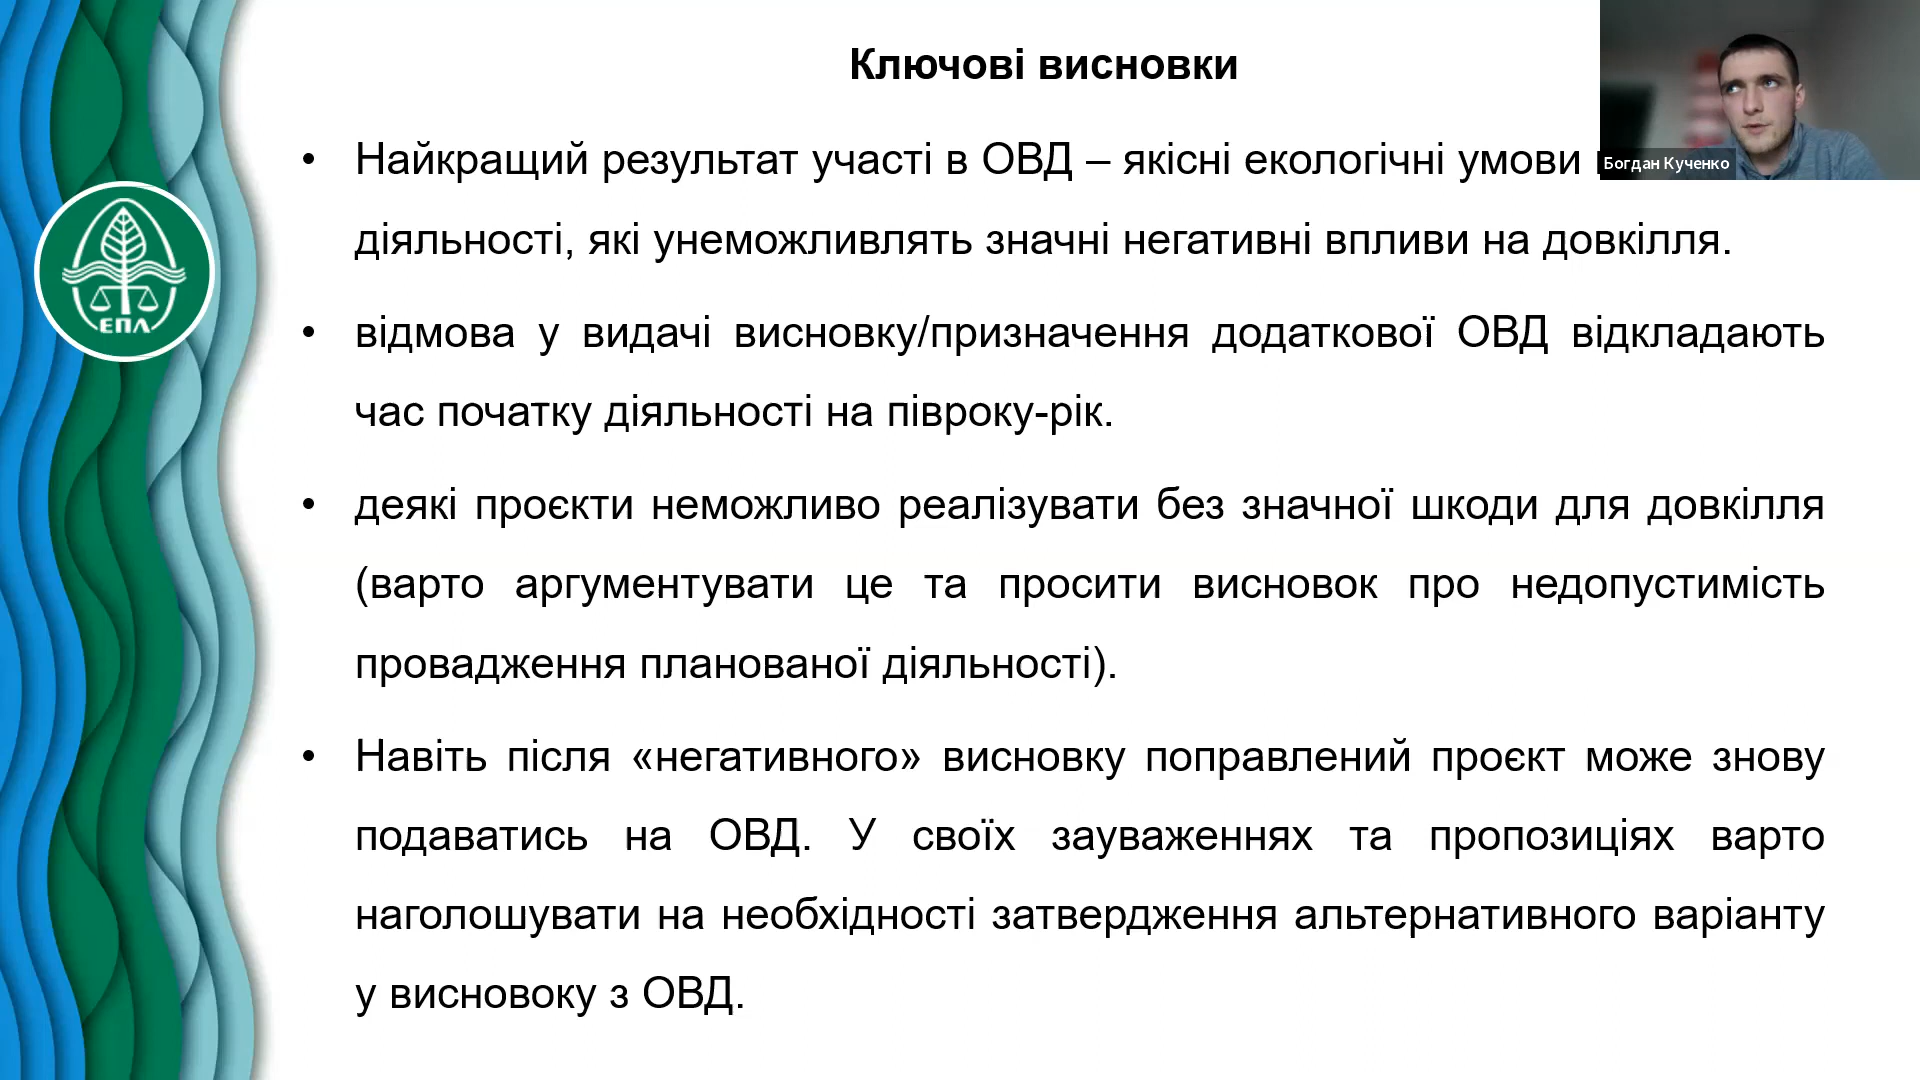 Ключові висновки
• Найкращий результат участі в ОВД – якісні екологічні умови
діяльності, які унеможливлять значні негативні впливи на довкілля.
• відмова у видачі висновку/призначення додаткової ОВД відкладають
час початку діяльності на півроку-рік.
• деякі проєкти неможливо реалізувати без значної шкоди для довкілля
(варто аргументувати це та просити висновок про недопустимість
провадження планованої діяльності).
• Навіть після «негативного» висновку поправлений проєкт може знову
подаватись на ОВД. У своїх зауваженнях та пропозиціях варто
наголошувати на необхідності затвердження альтернативного варіанту
у висновоку з ОВД.
Богдан Кученко
ЕПЛ